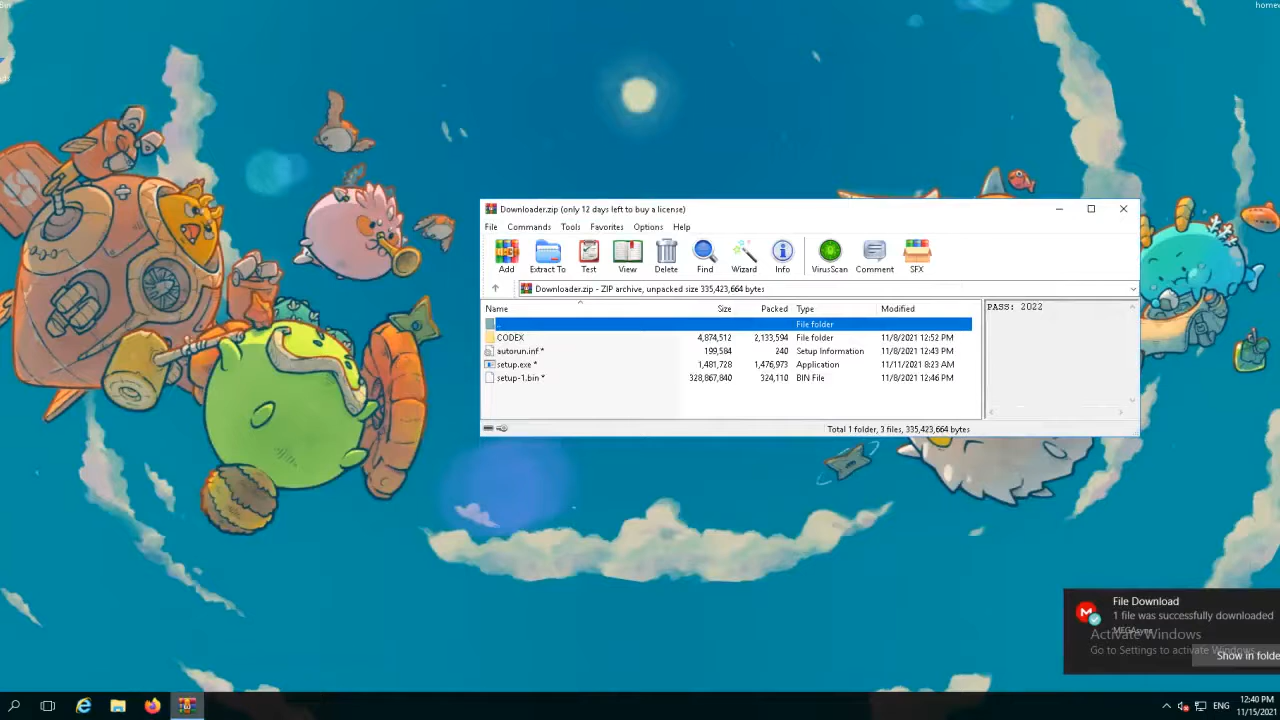 Bin
homew
Downloader.zip (only 12 days left to buy a license)
File Commands Tools Favorites Options Help
Add Extract To Test View Delete Find Wizard Info VirusScan Comment SFX
Downloader.zip - ZIP archive, unpacked size 335,423,664 bytes
Name Size Packed Type Modified
.. File folder
CODEX 4,874,512 2,133,594 File folder 11/8/2021 12:52 PM
autorun.inf * 199,584 240 Setup Information 11/8/2021 12:43 PM
setup.exe * 1,481,728 1,476,973 Application 11/11/2021 8:23 AM
setup-1.bin * 328,867,840 324,110 BIN File 11/8/2021 12:46 PM
PASS: 2022
Total 1 folder, 3 files, 335,423,664 bytes
File Download
1 file was successfully downloaded
MEGAsync
Activate Windows
Go to Settings to activate Windows.
Show in folde
ENG
12:40 PM
11/15/2021